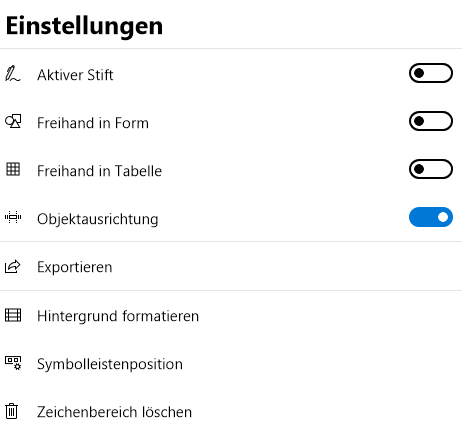 Einstellungen
Aktiver Stift
Freihand in Form
Freihand in Tabelle
Objektausrichtung
Exportieren
Hintergrund formatieren
Symbolleistenposition
Zeichenbereich löschen